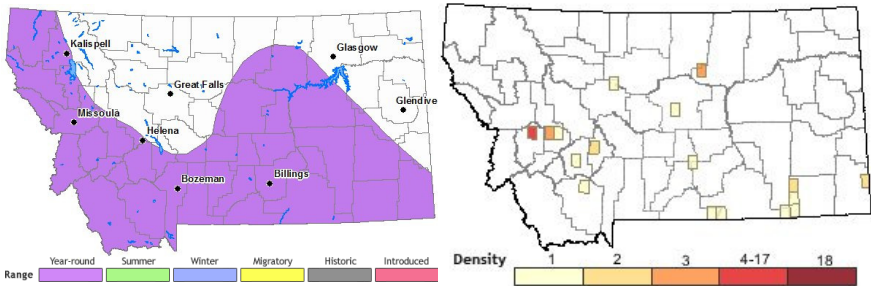 Kalispell
Glasgow
Great Falls
Glendive
Missoula
Helena
Bozeman
Billings
Range
Year-round Summer Winter Migratory Historic Introduced
Density
1 2 3 4-17 18